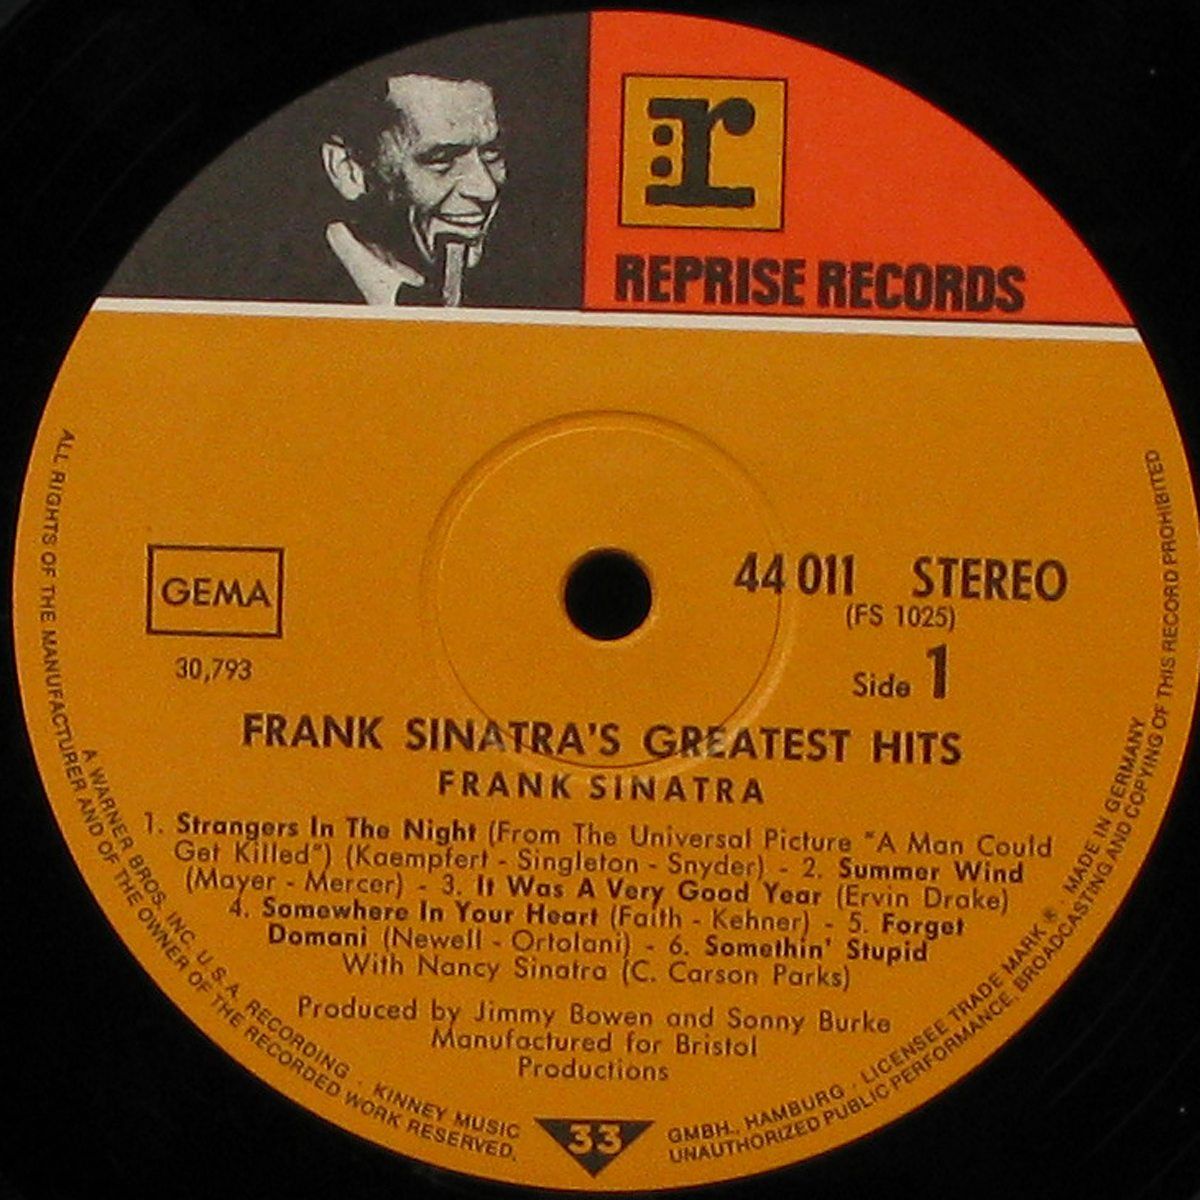 r
REPRISE RECORDS
GEMA
30,793
44 011 STEREO
(FS 1025)
Side 1
FRANK SINATRA'S GREATEST HITS
FRANK SINATRA
1. Strangers In The Night (From The Universal Picture "A Man Could
Get Killed") (Kaempfert - Singleton - Snyder) - 2. Summer Wind
(Mayer - Mercer) - 3. It Was A Very Good Year (Ervin Drake)
4. Somewhere In Your Heart (Faith - Kehner) - 5. Forget
Domani (Newell - Ortolani) - 6. Somethin' Stupid
With Nancy Sinatra (C. Carson Parks)
Produced by Jimmy Bowen and Sonny Burke
Manufactured for Bristol
Productions
33
ALL RIGHTS OF THE MANUFACTURER AND OF THE OWNER OF THE RECORDED WORK RESERVED. UNAUTHORIZED PUBLIC PERFORMANCE, BROADCASTING AND COPYING OF THIS RECORD PROHIBITED
A WARNER BROS. INC. U.S.A. RECORDING · KINNEY MUSIC GMBH., HAMBURG · LICENSEE TRADE MARK ® · MADE IN GERMANY